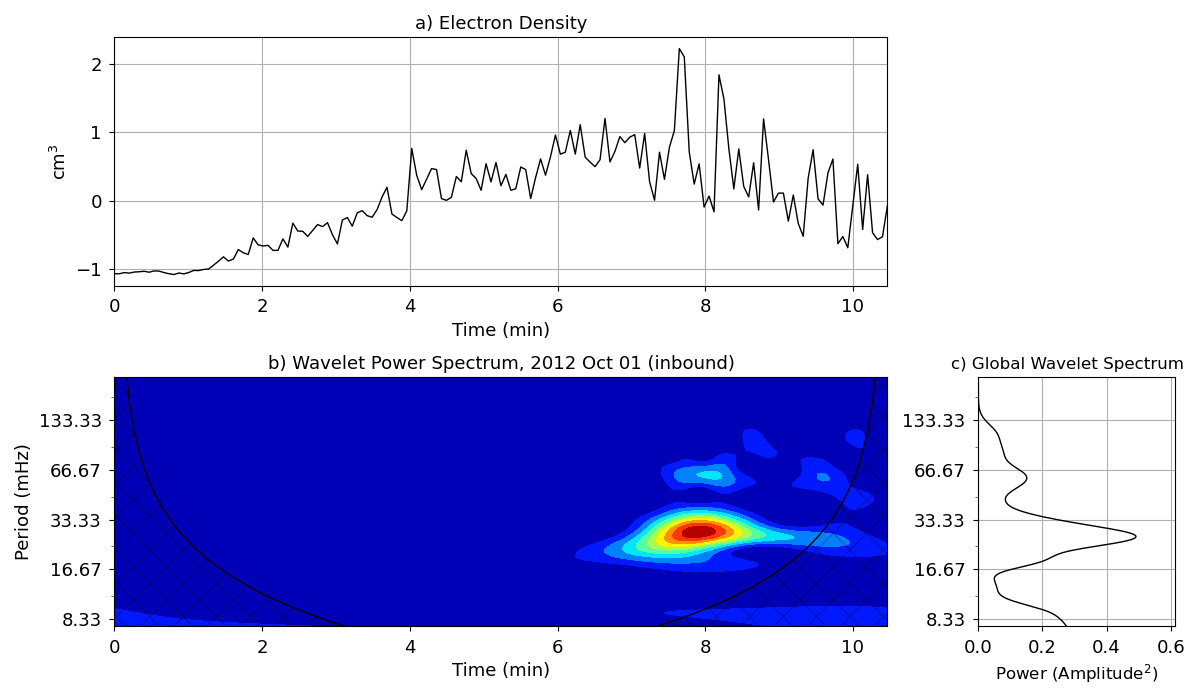 a) Electron Density
2
1
0
−1
cm³
0 2 4 6 8 10
Time (min)
b) Wavelet Power Spectrum, 2012 Oct 01 (inbound)
133.33
66.67
33.33
16.67
8.33
Period (mHz)
0 2 4 6 8 10
Time (min)
c) Global Wavelet Spectrum
133.33
66.67
33.33
16.67
8.33
0.0 0.2 0.4 0.6
Power (Amplitude²)